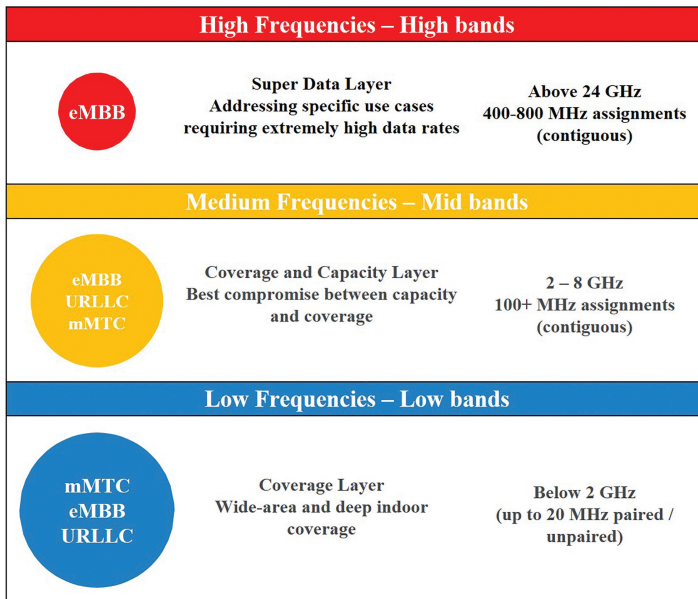 High Frequencies – High bands
eMBB
Super Data Layer
Addressing specific use cases
requiring extremely high data rates
Above 24 GHz
400-800 MHz assignments
(contiguous)
Medium Frequencies – Mid bands
eMBB
URLLC
mMTC
Coverage and Capacity Layer
Best compromise between capacity
and coverage
2 – 8 GHz
100+ MHz assignments
(contiguous)
Low Frequencies – Low bands
mMTC
eMBB
URLLC
Coverage Layer
Wide-area and deep indoor
coverage
Below 2 GHz
(up to 20 MHz paired /
unpaired)